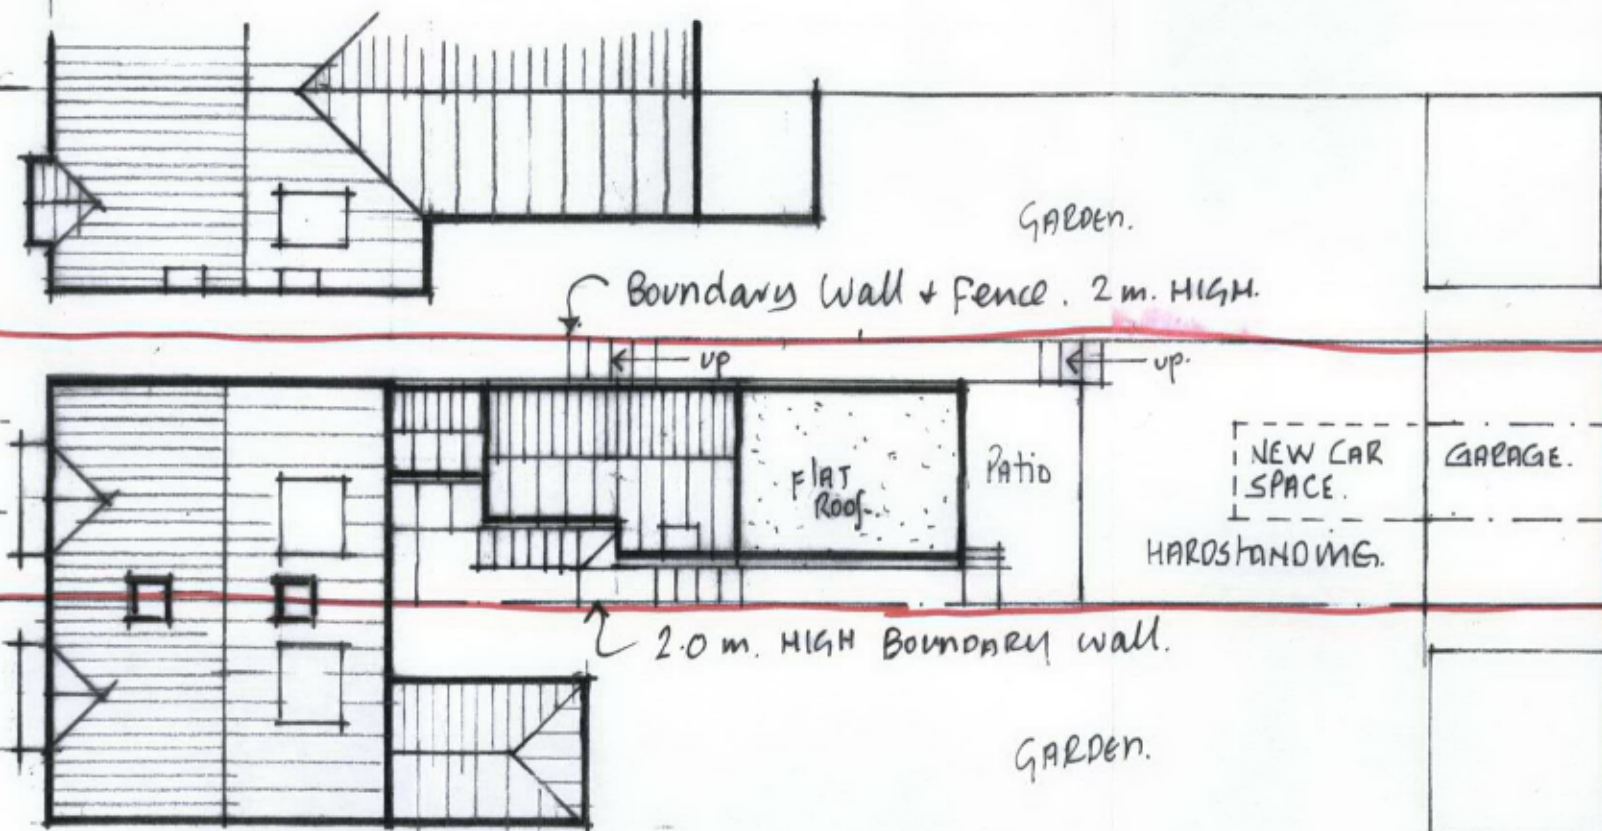 GARDEN.
Boundary Wall + Fence. 2 m. HIGH.
up
up.
FLAT
ROOF.
Patio
NEW CAR
SPACE.
GARAGE.
HARDSTANDING.
2.0 m. HIGH BOUNDARY wall.
GARDEN.